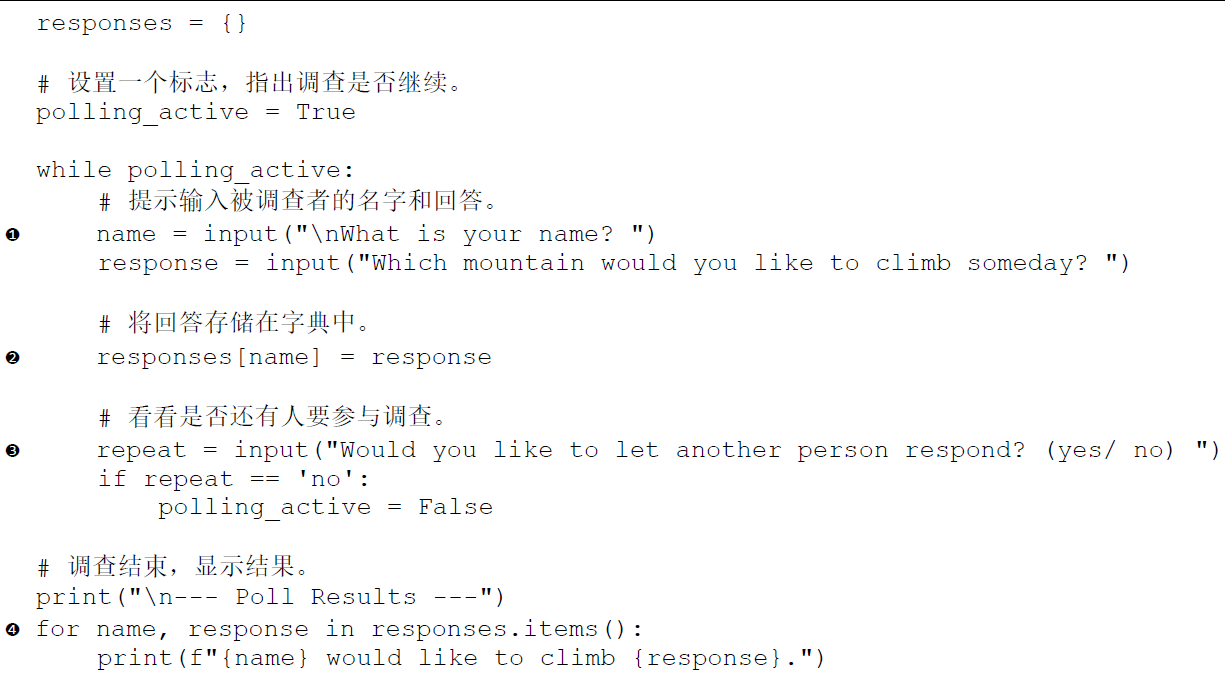 responses = {}
# 设置一个标志，指出调查是否继续。
polling_active = True
while polling_active:
# 提示输入被调查者的名字和回答。
❶ name = input("\nWhat is your name? ")
response = input("Which mountain would you like to climb someday? ")
# 将回答存储在字典中。
❷ responses[name] = response
# 看看是否还有人要参与调查。
❸ repeat = input("Would you like to let another person respond? (yes/ no) ")
if repeat == 'no':
polling_active = False
# 调查结束，显示结果。
print("\n--- Poll Results ---")
❹ for name, response in responses.items():
print(f"{name} would like to climb {response}.")